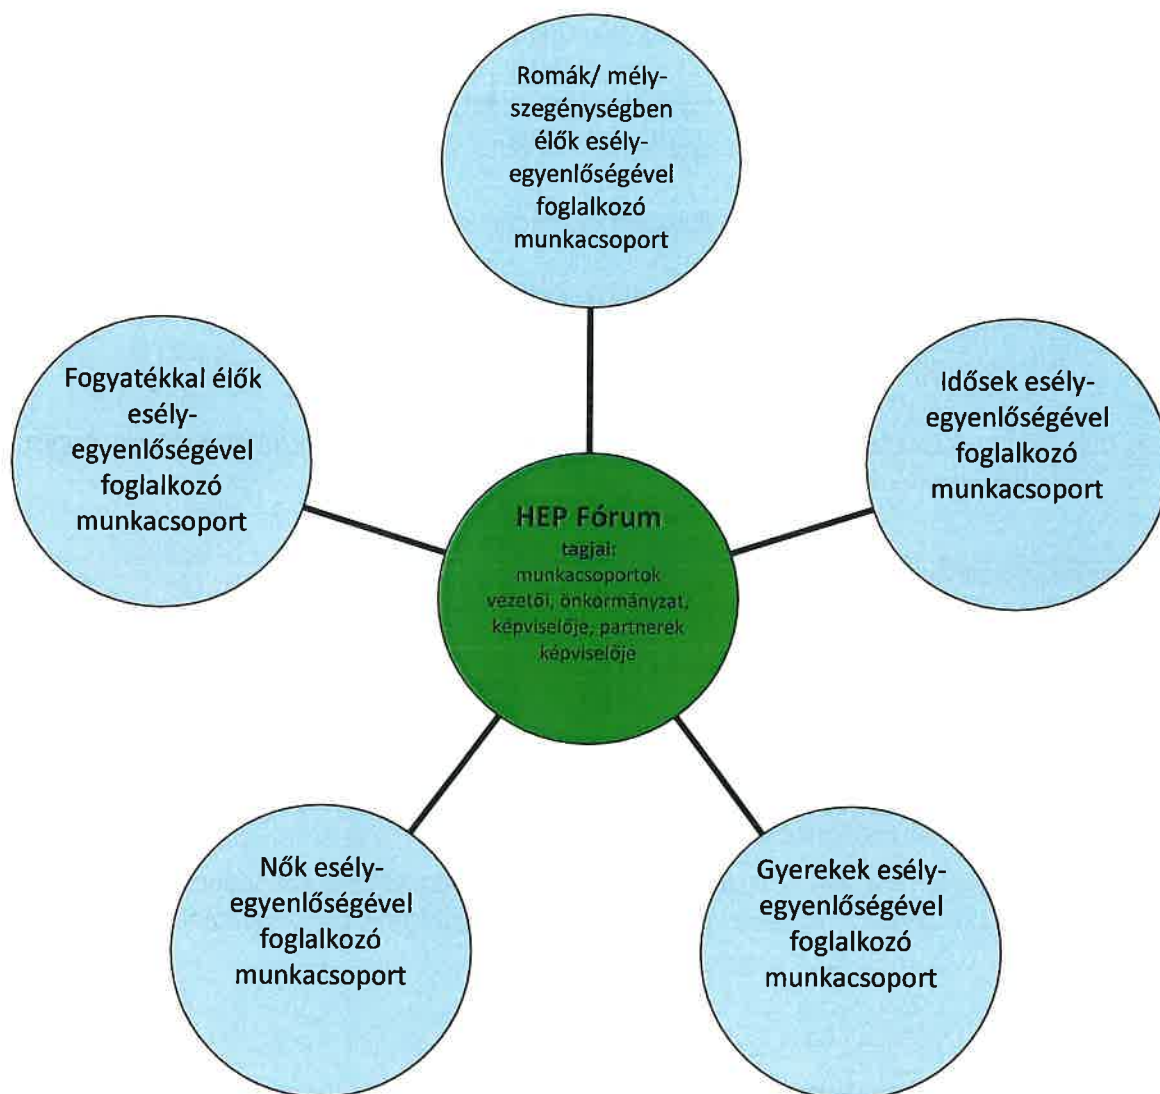 Romák/ mély-
szegénységben
élők esély-
egyenlőségével
foglalkozó
munkacsoport
Fogyatékkal élők
esély-
egyenlőségével
foglalkozó
munkacsoport
Idősek esély-
egyenlőségével
foglalkozó
munkacsoport
HEP Fórum
tagjai:
munkacsoportok
vezetői, önkormányzat,
képviselője, partnerek
képviselője
Nők esély-
egyenlőségével
foglalkozó
munkacsoport
Gyerekek esély-
egyenlőségével
foglalkozó
munkacsoport